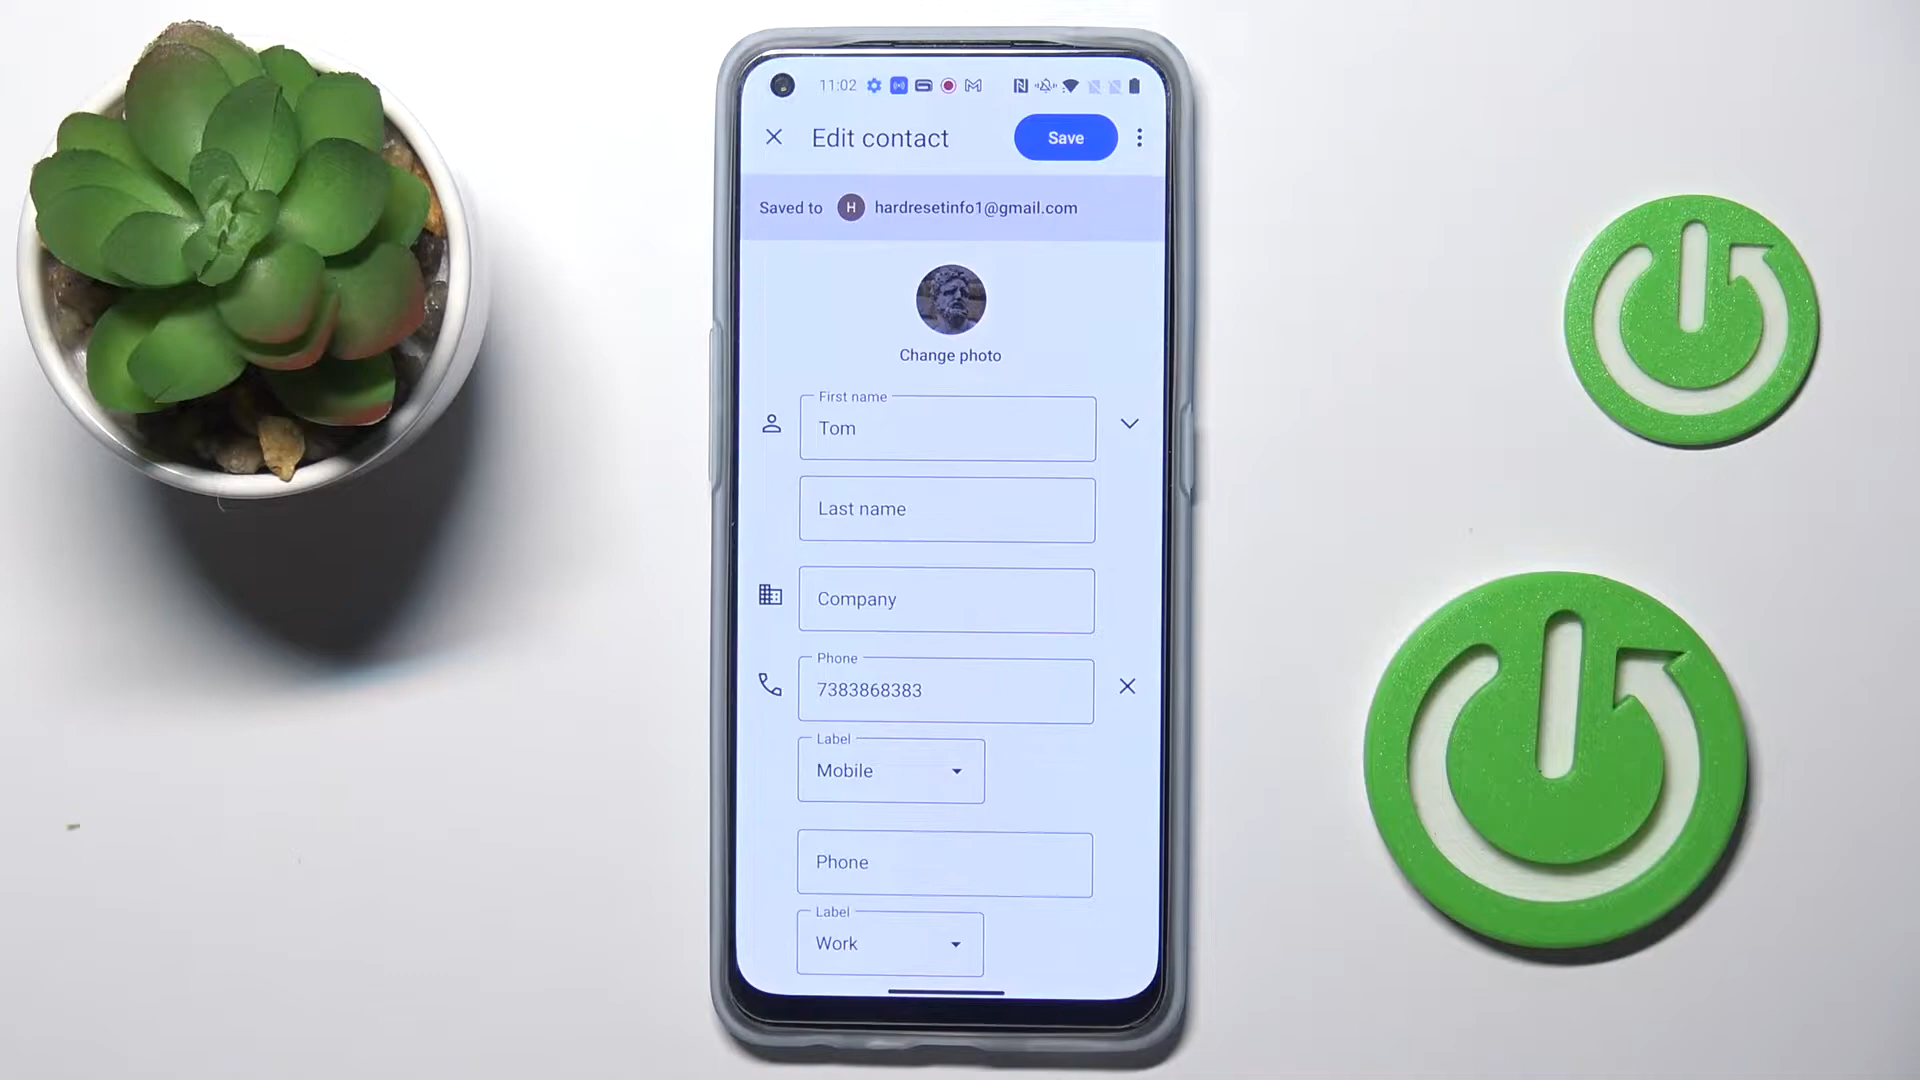 11:02
Edit contact
Save
Saved to H hardresetinfo1@gmail.com
Change photo
First name
Tom
Last name
Company
Phone
7383868383
Label
Mobile
Phone
Label
Work